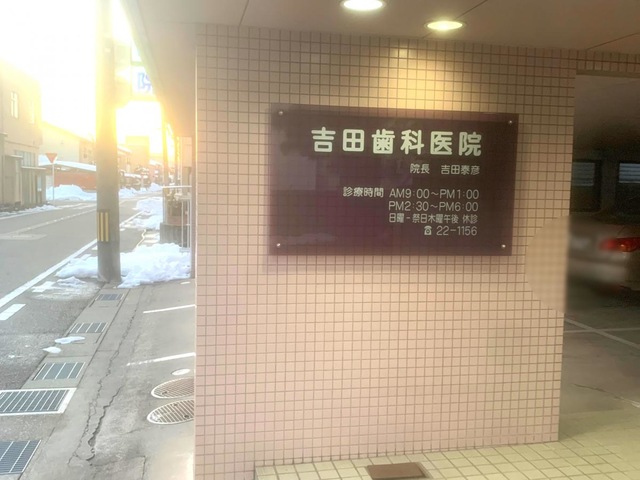 院
吉田歯科医院
院長 吉田泰彦
診療時間 AM9:00〜PM1:00
PM2:30〜PM6:00
日曜-祭日木曜午後 休診
☎ 22-1156